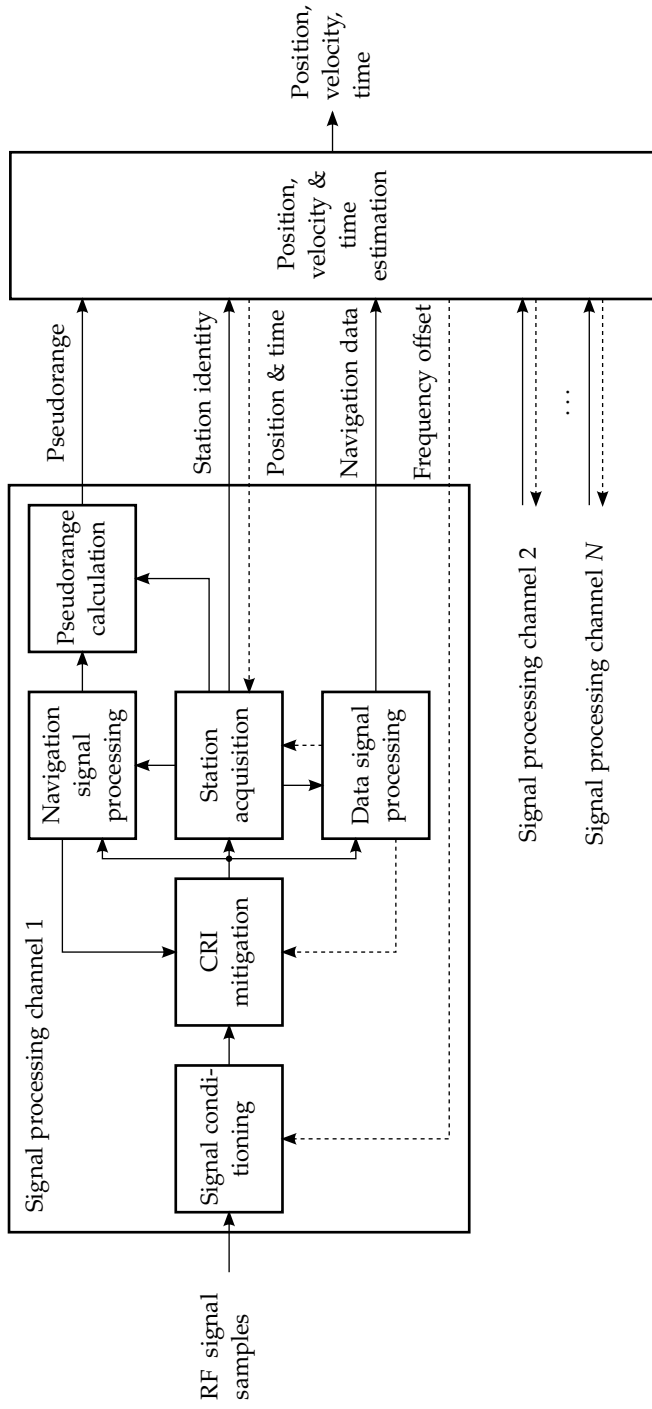 Signal processing channel 1
RF signal
samples
Signal condi-
tioning
CRI
mitigation
Navigation
signal
processing
Station
acquisition
Data signal
processing
Pseudorange
calculation
Pseudorange
Station identity
Position & time
Navigation data
Frequency offset
Position,
velocity &
time
estimation
Position,
velocity,
time
Signal processing channel 2
...
Signal processing channel N